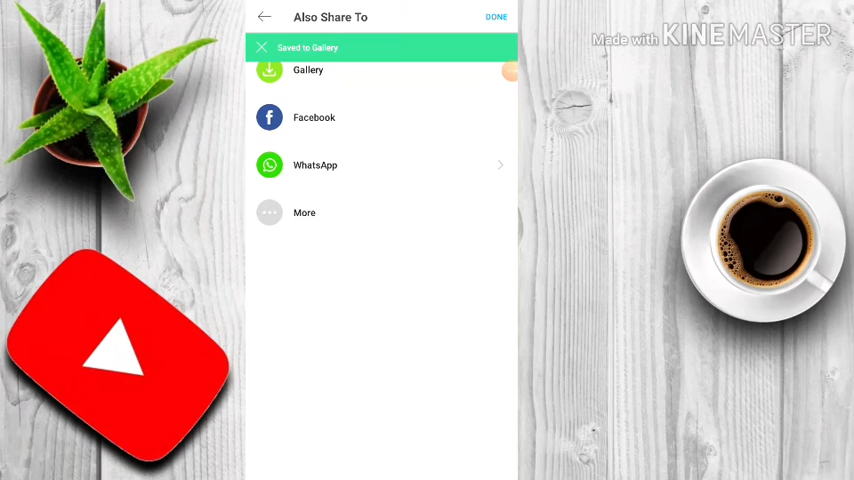 Also Share To
DONE
Made with KINEMASTER
Saved to Gallery
Gallery
Facebook
WhatsApp
More